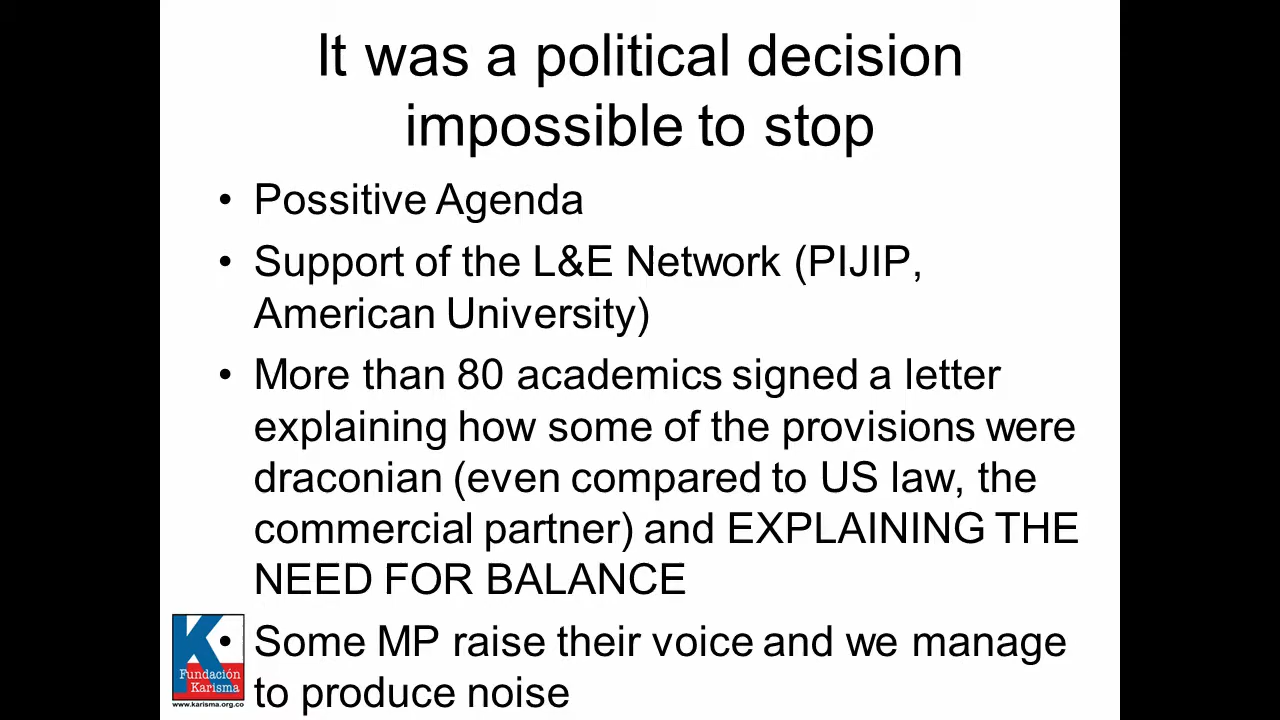 It was a political decision
impossible to stop
• Possitive Agenda
• Support of the L&E Network (PIJIP,
American University)
• More than 80 academics signed a letter
explaining how some of the provisions were
draconian (even compared to US law, the
commercial partner) and EXPLAINING THE
NEED FOR BALANCE
• Some MP raise their voice and we manage
to produce noise
K
Fundación
Karisma
www.karisma.org.co